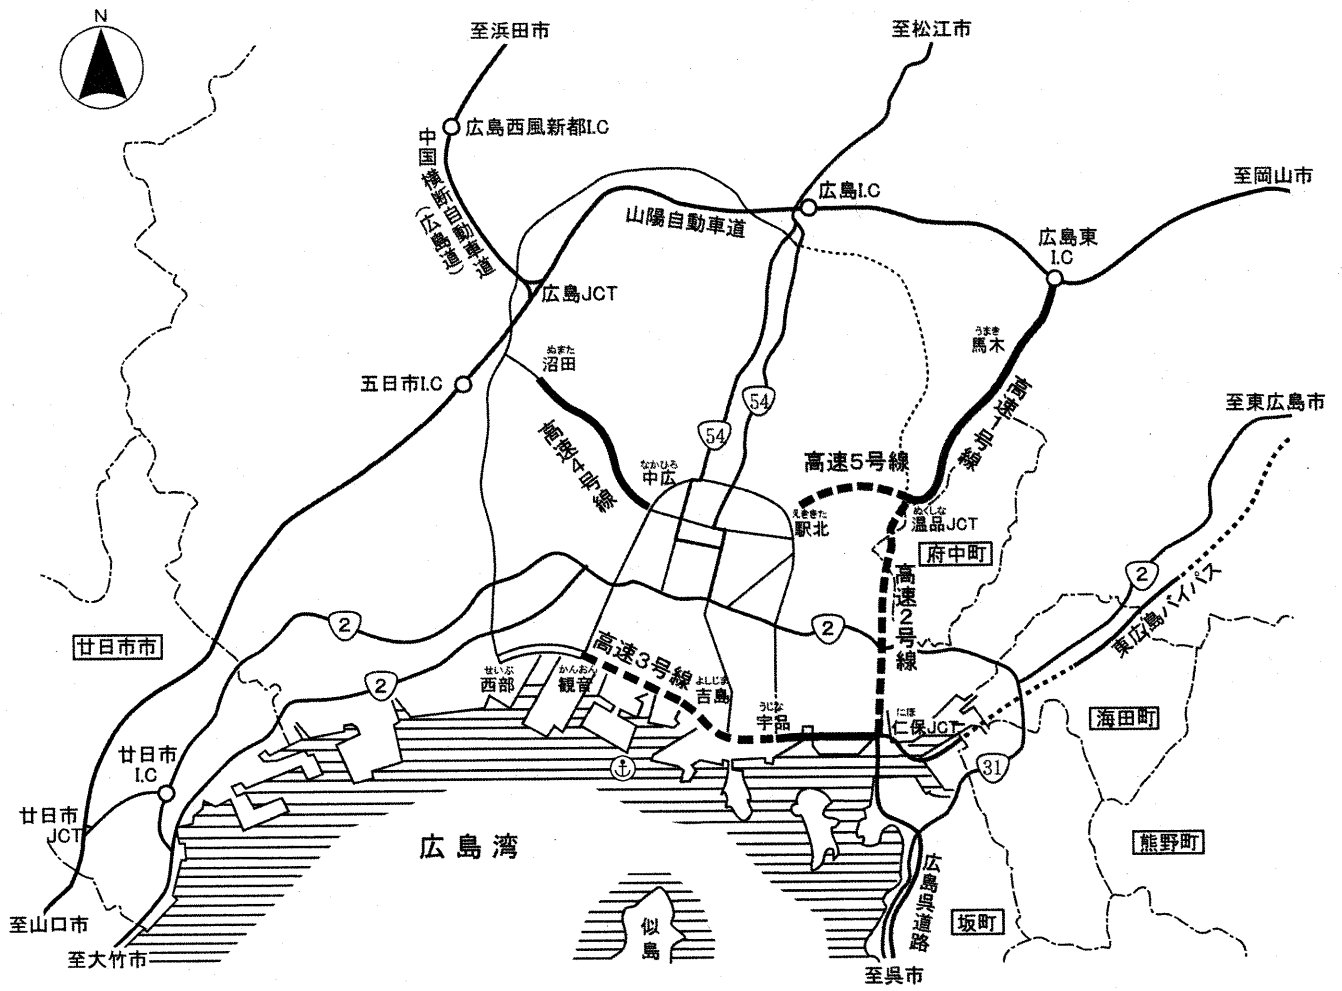 N
至浜田市
至松江市
広島西風新都I.C
中国横断自動車道
（広島道）
広島I.C
至岡山市
山陽自動車道
広島東
I.C
広島JCT
うまき
馬木
ぬまた
沼田
五日市I.C
高速1号線
至東広島市
54
54
高速4号線
なかひろ
中広
高速5号線
えききた
駅北
ぬくしな
温品JCT
府中町
2
高速2号線
東広島バイパス
2
2
廿日市市
高速3号線
せいぶ
西部
かんおん
観音
よしじま
吉島
2
うじな
宇品
にほ
仁保JCT
海田町
31
廿日市
I.C
廿日市
JCT
熊野町
広島湾
広島呉道路
至山口市
似島
坂町
至大竹市
至呉市